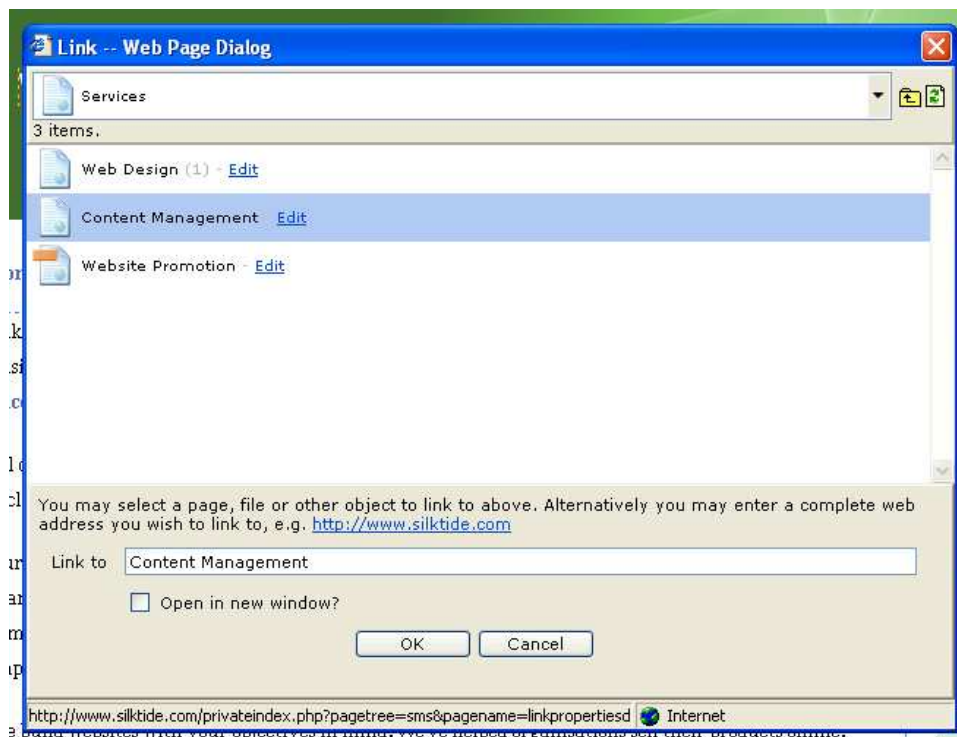 Link -- Web Page Dialog
Services
3 items.
Web Design (1) - Edit
Content Management Edit
Website Promotion - Edit
You may select a page, file or other object to link to above. Alternatively you may enter a complete web
address you wish to link to, e.g. http://www.silktide.com
Link to Content Management
Open in new window?
OK Cancel
http://www.silktide.com/privateindex.php?pagetree=sms&pagename=linkpropertiesd Internet